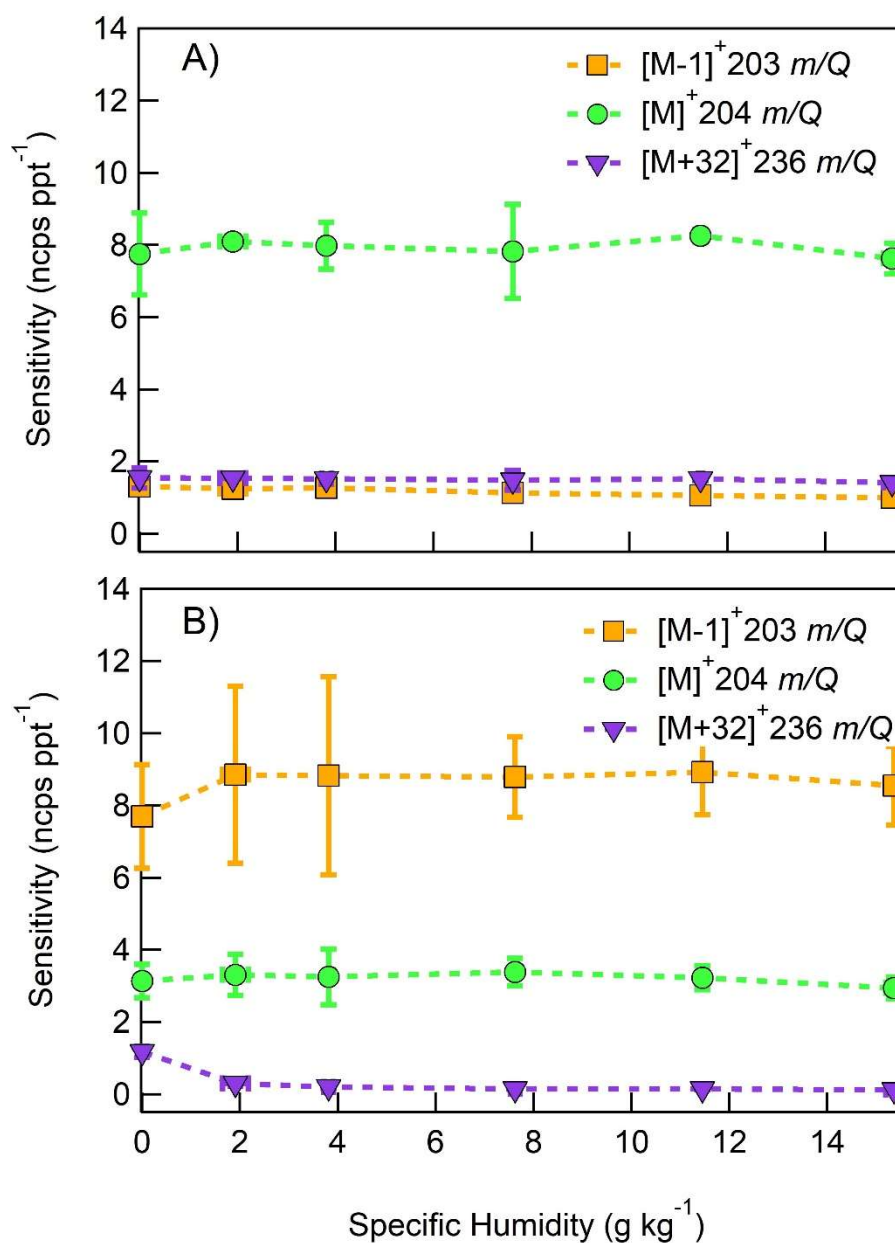 A)
[M-1]⁺203 m/Q
[M]⁺204 m/Q
[M+32]⁺236 m/Q
14
12
10
8
6
4
2
0
Sensitivity (ncps ppt⁻¹)
B)
[M-1]⁺203 m/Q
[M]⁺204 m/Q
[M+32]⁺236 m/Q
14
12
10
8
6
4
2
0
Sensitivity (ncps ppt⁻¹)
0 2 4 6 8 10 12 14
Specific Humidity (g kg⁻¹)